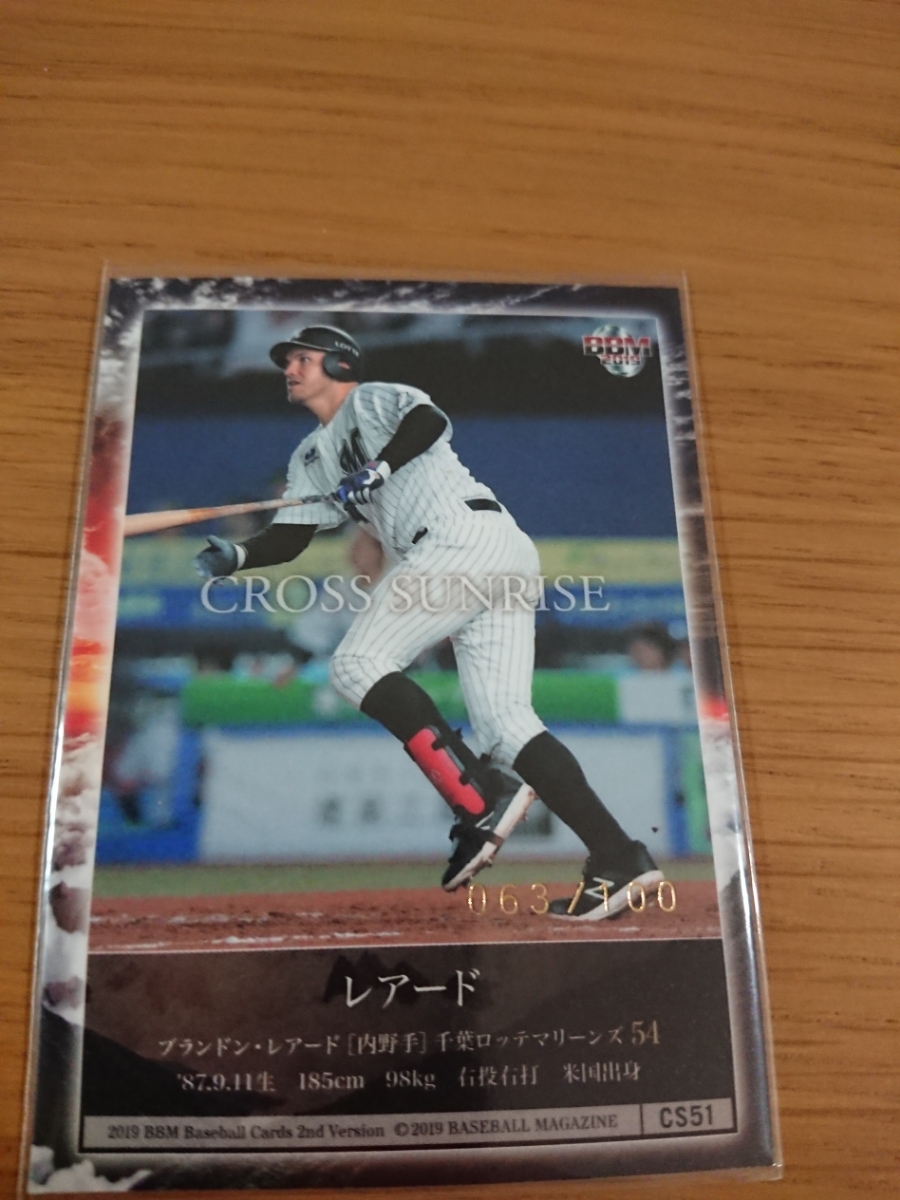 LOTTE
BBM
2019
M
CROSS SUNRISE
063/100
レアード
ブランドン・レアード [内野手] 千葉ロッテマリーンズ 54
'87.9.11生 185cm 98kg 右投右打 米国出身
2019 BBM Baseball Cards 2nd Version ©2019 BASEBALL MAGAZINE CS51